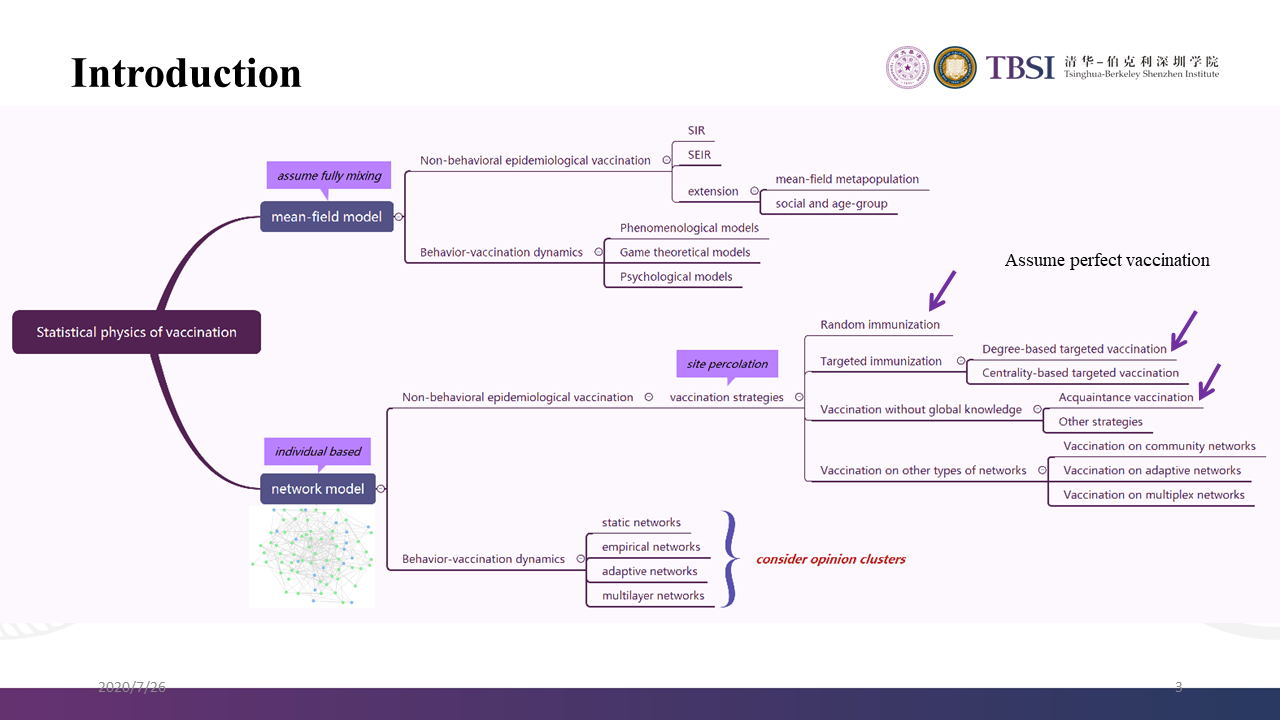 Introduction
TBSI
清华-伯克利深圳学院
Tsinghua-Berkeley Shenzhen Institute
Statistical physics of vaccination
assume fully mixing
mean-field model
Non-behavioral epidemiological vaccination
SIR
SEIR
extension
mean-field metapopulation
social and age-group
Behavior-vaccination dynamics
Phenomenological models
Game theoretical models
Psychological models
Assume perfect vaccination
individual based
network model
Non-behavioral epidemiological vaccination
site percolation
vaccination strategies
Random immunization
Targeted immunization
Degree-based targeted vaccination
Centrality-based targeted vaccination
Vaccination without global knowledge
Acquaintance vaccination
Other strategies
Vaccination on other types of networks
Vaccination on community networks
Vaccination on adaptive networks
Vaccination on multiplex networks
Behavior-vaccination dynamics
static networks
empirical networks
adaptive networks
multilayer networks
consider opinion clusters
2020/7/26
3